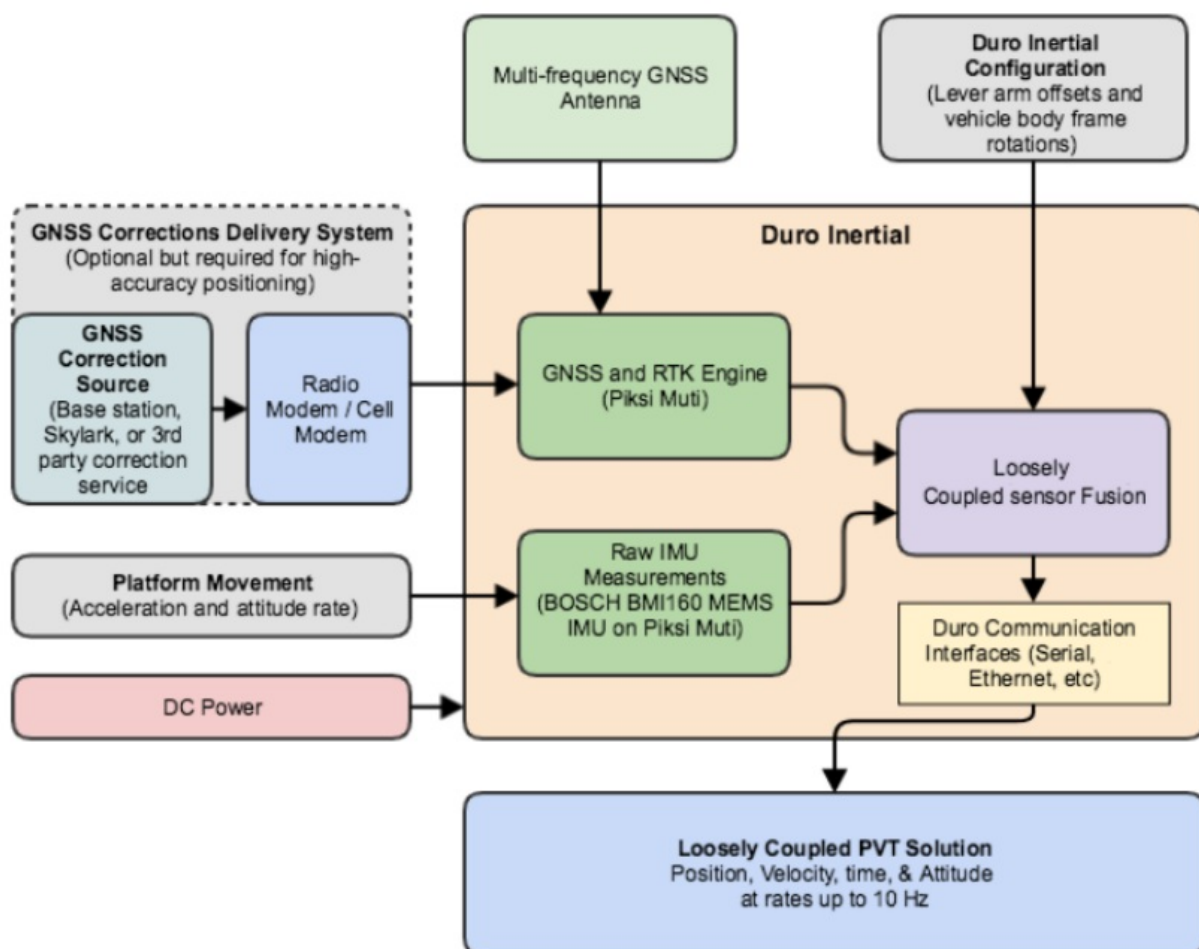 Multi-frequency GNSS
Antenna
Duro Inertial
Configuration
(Lever arm offsets and
vehicle body frame
rotations)
GNSS Corrections Delivery System
(Optional but required for high-
accuracy positioning)
GNSS
Correction
Source
(Base station,
Skylark, or 3rd
party correction
service
Radio
Modem / Cell
Modem
Duro Inertial
GNSS and RTK Engine
(Piksi Muti)
Loosely
Coupled sensor Fusion
Platform Movement
(Acceleration and attitude rate)
Raw IMU
Measurements
(BOSCH BMI160 MEMS
IMU on Piksi Muti)
Duro Communication
Interfaces (Serial,
Ethernet, etc)
DC Power
Loosely Coupled PVT Solution
Position, Velocity, time, & Attitude
at rates up to 10 Hz